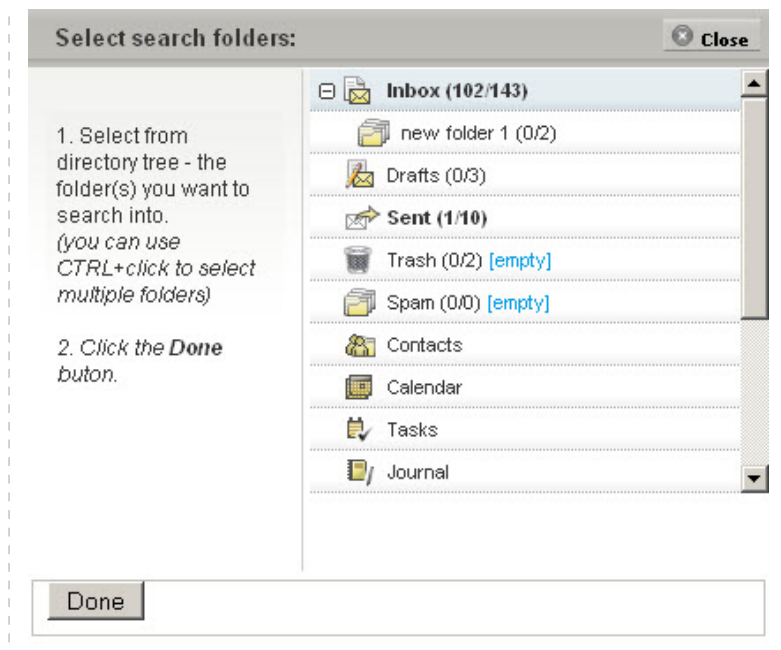 Select search folders:
Close
1. Select from
directory tree - the
folder(s) you want to
search into.
(you can use
CTRL+click to select
multiple folders)
2. Click the Done
buton.
Inbox (102/143)
new folder 1 (0/2)
Drafts (0/3)
Sent (1/10)
Trash (0/2) [empty]
Spam (0/0) [empty]
Contacts
Calendar
Tasks
Journal
Done